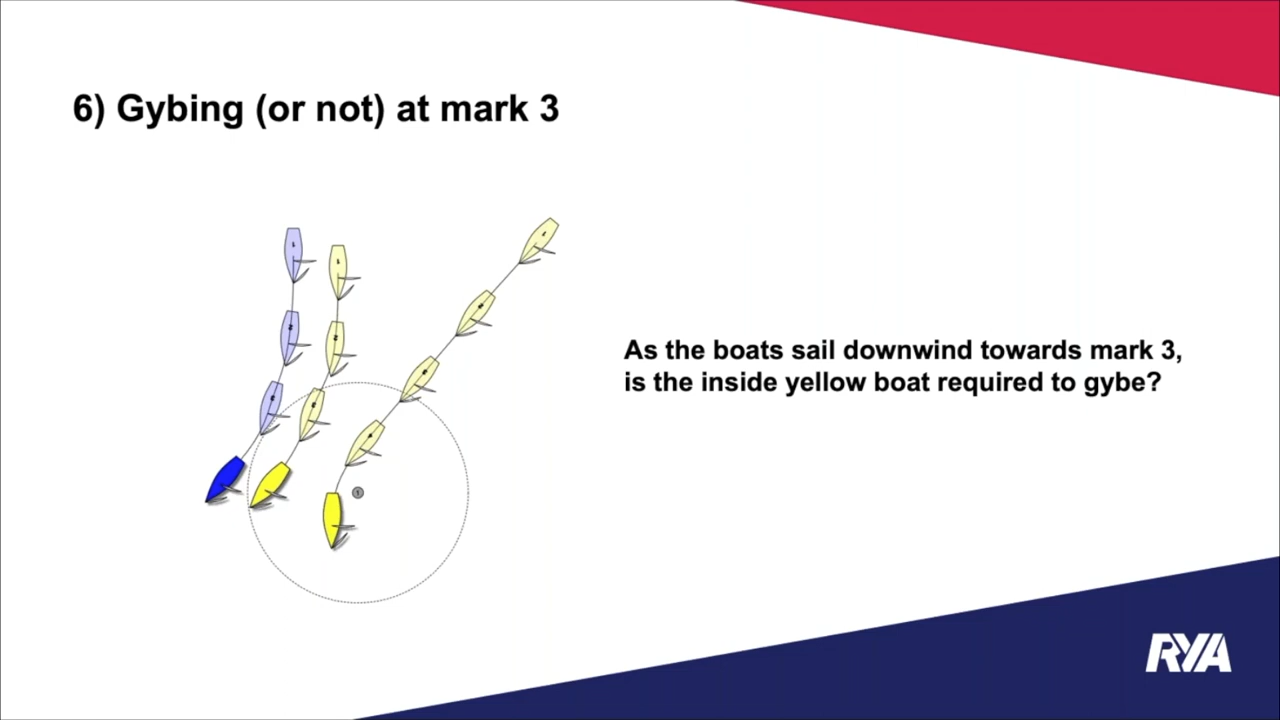 6) Gybing (or not) at mark 3
1
As the boats sail downwind towards mark 3,
is the inside yellow boat required to gybe?
RYA